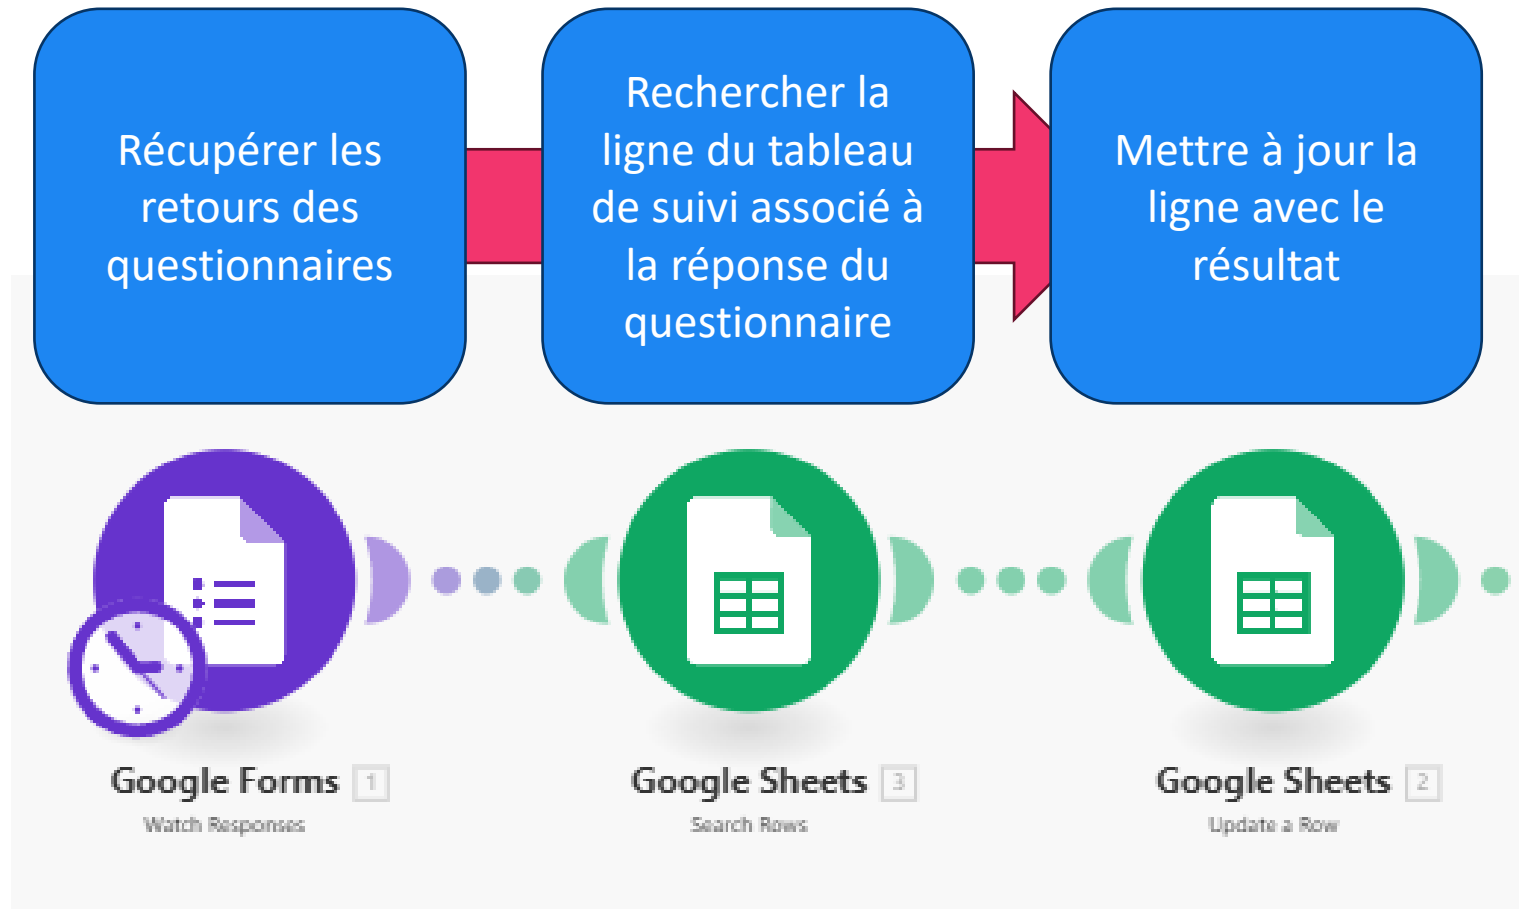 Récupérer les
retours des
questionnaires
Rechercher la
ligne du tableau
de suivi associé à
la réponse du
questionnaire
Mettre à jour la
ligne avec le
résultat
Google Forms 1
Watch Responses
Google Sheets 3
Search Rows
Google Sheets 2
Update a Row